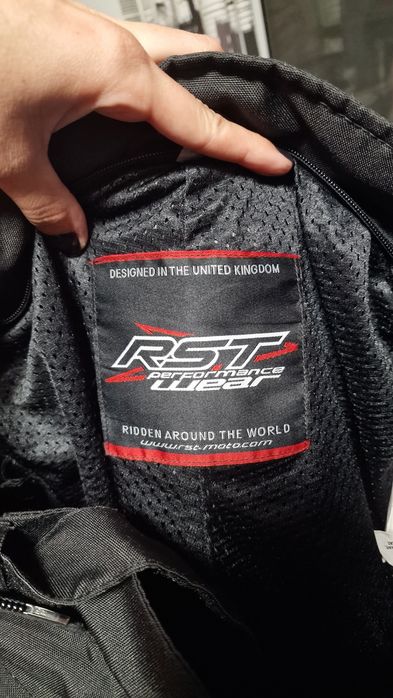 DESIGNED IN THE UNITED KINGDOM
RST
performance
wear
RIDDEN AROUND THE WORLD
www.rst-moto.com